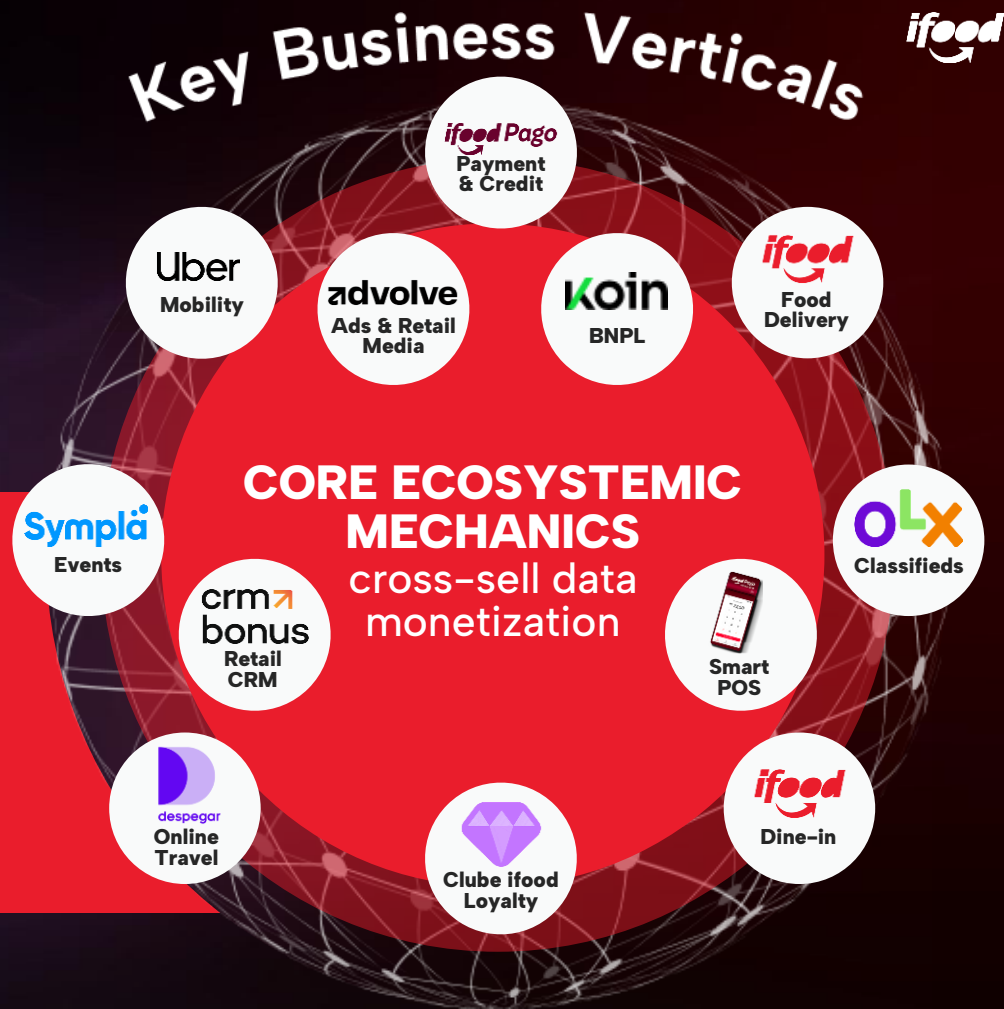 Key Business Verticals
ifood
ifood Pago
Payment
& Credit
Uber
Mobility
advolve
Ads & Retail
Media
Koin
BNPL
ifood
Food
Delivery
CORE ECOSYSTEMIC
MECHANICS
cross-sell data
monetization
Sympla
Events
OLX
Classifieds
crm
bonus
Retail
CRM
Smart
POS
despegar
Online
Travel
Clube ifood
Loyalty
ifood
Dine-in